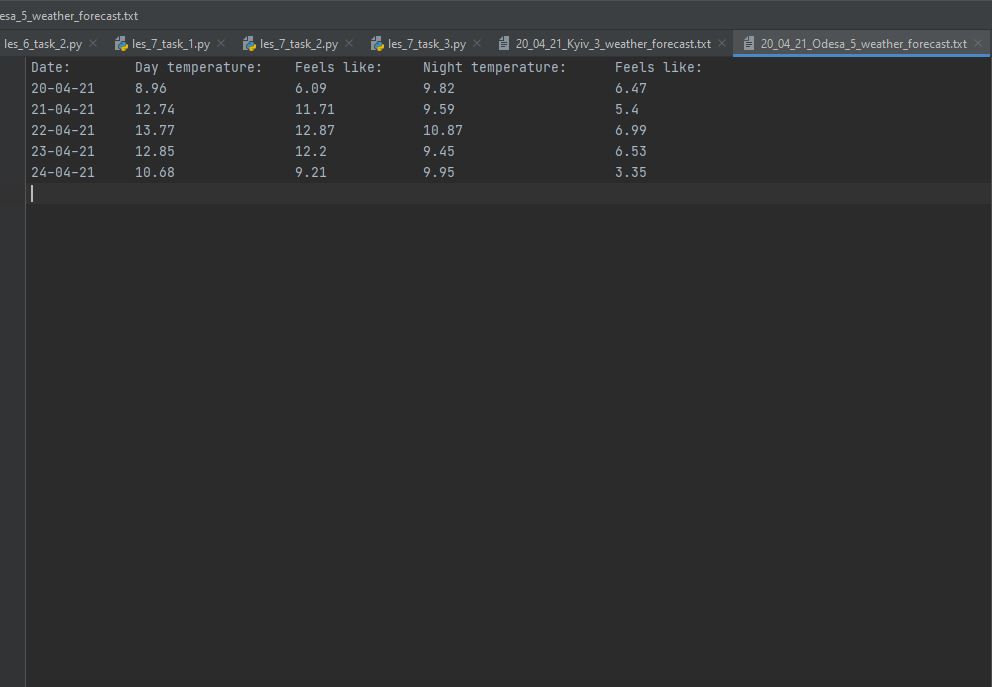 esa_5_weather_forecast.txt
les_6_task_2.py les_7_task_1.py les_7_task_2.py les_7_task_3.py 20_04_21_Kyiv_3_weather_forecast.txt 20_04_21_Odesa_5_weather_forecast.txt
Date: Day temperature: Feels like: Night temperature: Feels like:
20-04-21 8.96 6.09 9.82 6.47
21-04-21 12.74 11.71 9.59 5.4
22-04-21 13.77 12.87 10.87 6.99
23-04-21 12.85 12.2 9.45 6.53
24-04-21 10.68 9.21 9.95 3.35